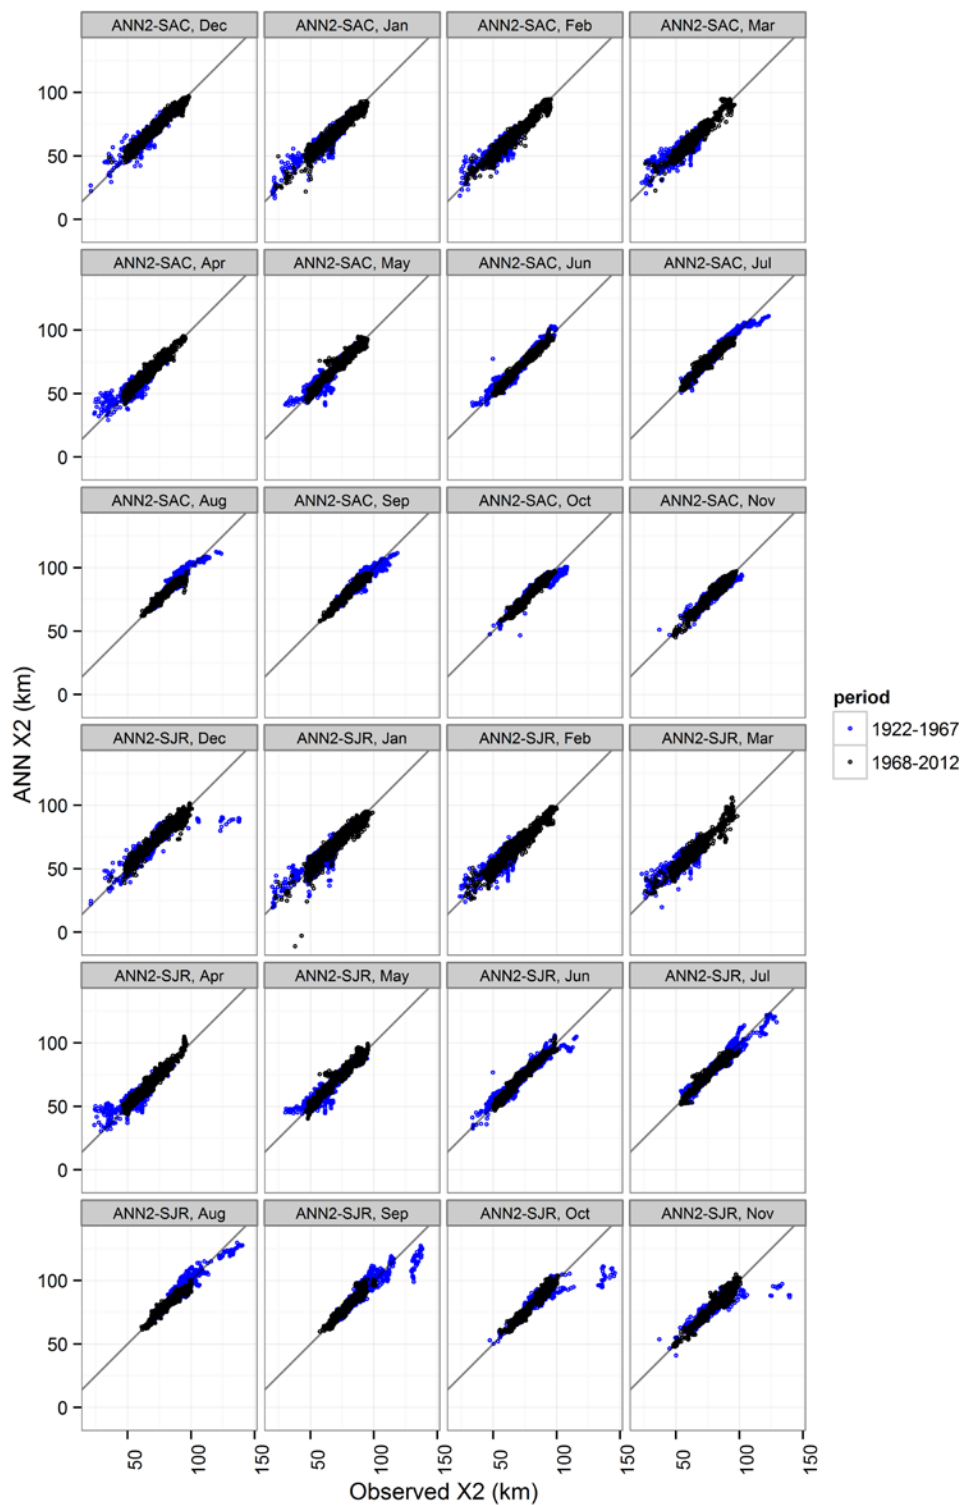 ANN2-SAC, Dec ANN2-SAC, Jan ANN2-SAC, Feb ANN2-SAC, Mar
100
50
0
ANN2-SAC, Apr ANN2-SAC, May ANN2-SAC, Jun ANN2-SAC, Jul
100
50
0
ANN2-SAC, Aug ANN2-SAC, Sep ANN2-SAC, Oct ANN2-SAC, Nov
100
50
0
ANN X2 (km)
period
1922-1967
1968-2012
ANN2-SJR, Dec ANN2-SJR, Jan ANN2-SJR, Feb ANN2-SJR, Mar
100
50
0
ANN2-SJR, Apr ANN2-SJR, May ANN2-SJR, Jun ANN2-SJR, Jul
100
50
0
ANN2-SJR, Aug ANN2-SJR, Sep ANN2-SJR, Oct ANN2-SJR, Nov
100
50
0
50 100 150 50 100 150 50 100 150 50 100 150
Observed X2 (km)